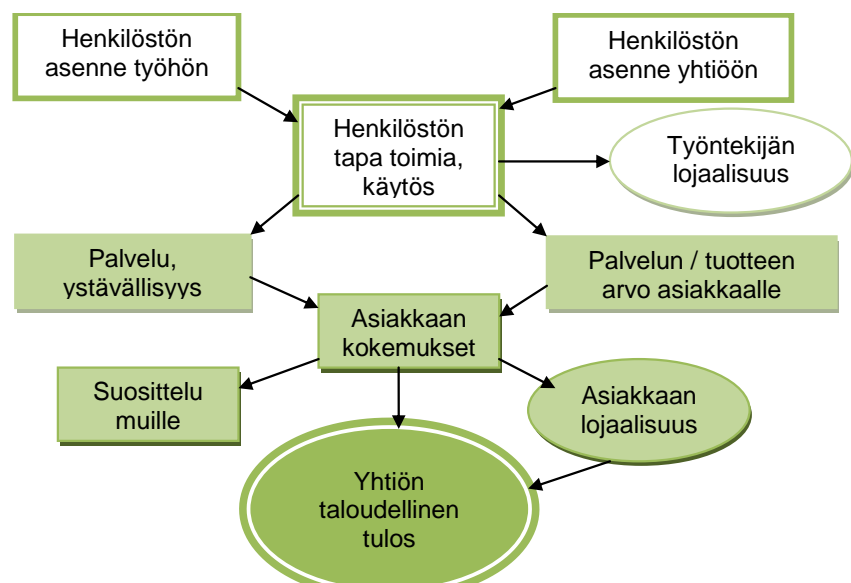 Henkilöstön
asenne työhön
Henkilöstön
asenne yhtiöön
Henkilöstön
tapa toimia,
käytös
Työntekijän
lojaalisuus
Palvelu,
ystävällisyys
Palvelun / tuotteen
arvo asiakkaalle
Asiakkaan
kokemukset
Suosittelu
muille
Asiakkaan
lojaalisuus
Yhtiön
taloudellinen
tulos